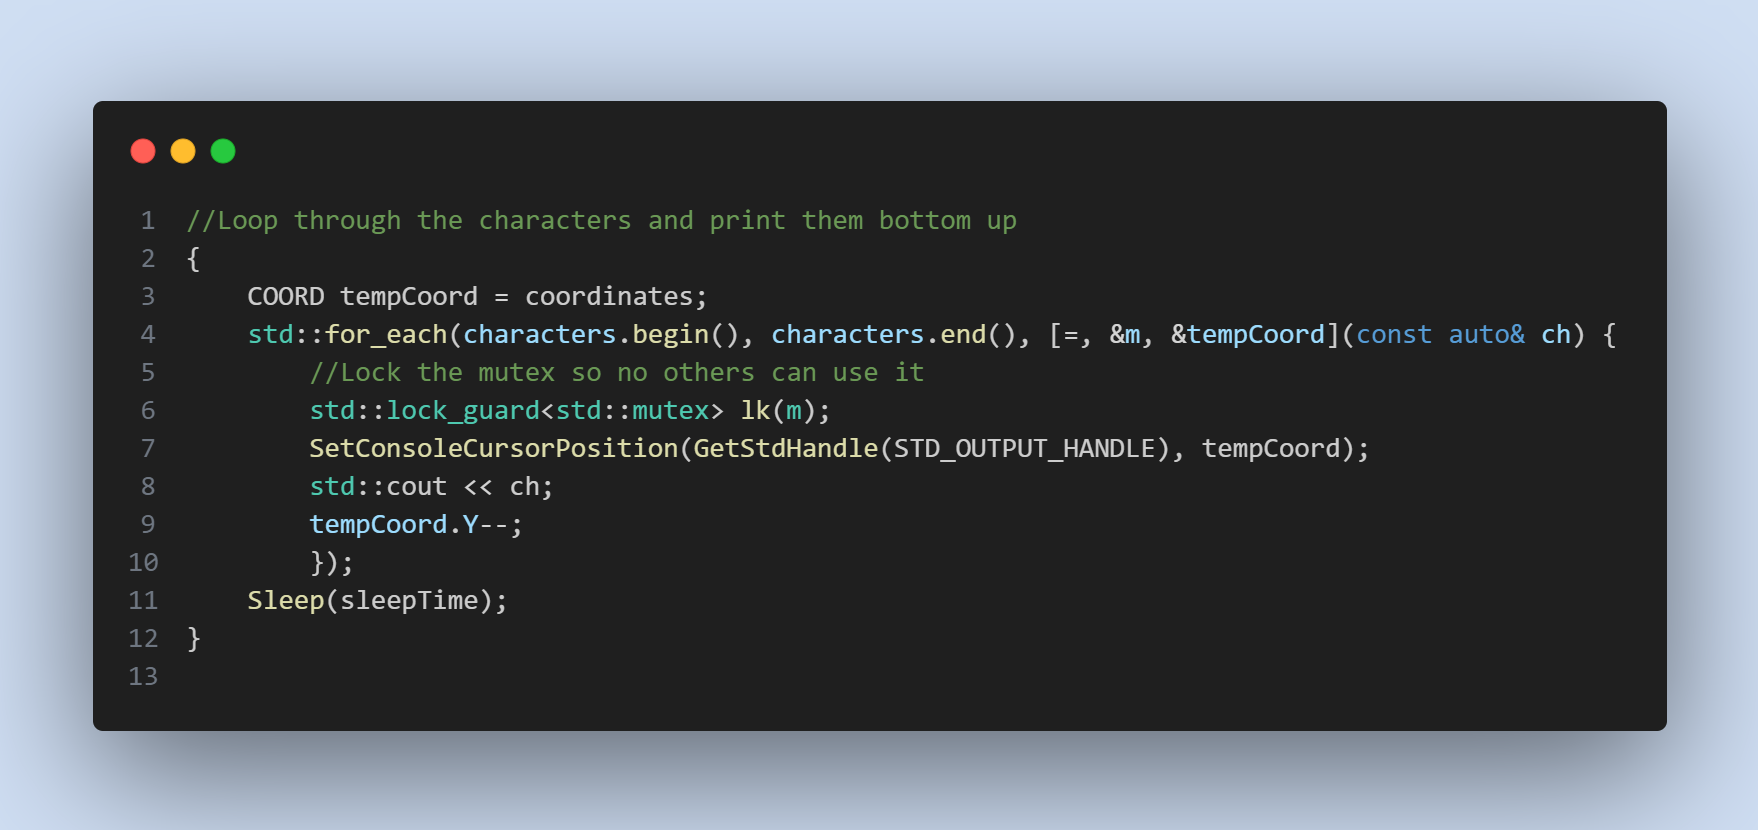 1 //Loop through the characters and print them bottom up
2 {
3     COORD tempCoord = coordinates;
4     std::for_each(characters.begin(), characters.end(), [=, &m, &tempCoord](const auto& ch) {
5         //Lock the mutex so no others can use it
6         std::lock_guard<std::mutex> lk(m);
7         SetConsoleCursorPosition(GetStdHandle(STD_OUTPUT_HANDLE), tempCoord);
8         std::cout << ch;
9         tempCoord.Y--;
10         });
11     Sleep(sleepTime);
12 }
13